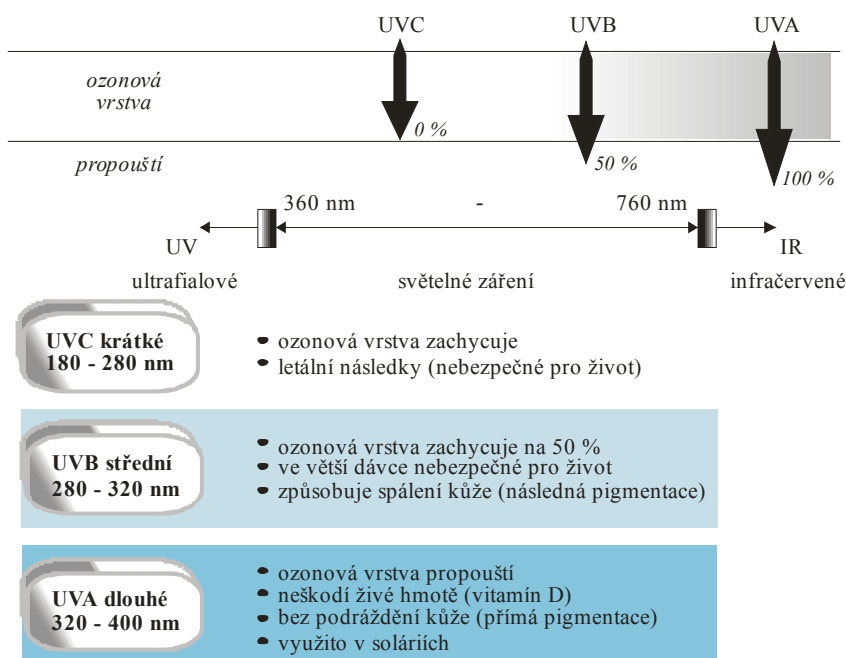 UVC UVB UVA
ozonová
vrstva
0 %
propouští
50 %
100 %
360 nm - 760 nm
UV IR
ultrafialové světelné záření infračervené
UVC krátké
180 - 280 nm
ozonová vrstva zachycuje
letální následky (nebezpečné pro život)
UVB střední
280 - 320 nm
ozonová vrstva zachycuje na 50 %
ve větší dávce nebezpečné pro život
způsobuje spálení kůže (následná pigmentace)
UVA dlouhé
320 - 400 nm
ozonová vrstva propouští
neškodí živé hmotě (vitamín D)
bez podráždění kůže (přímá pigmentace)
využito v soláriích